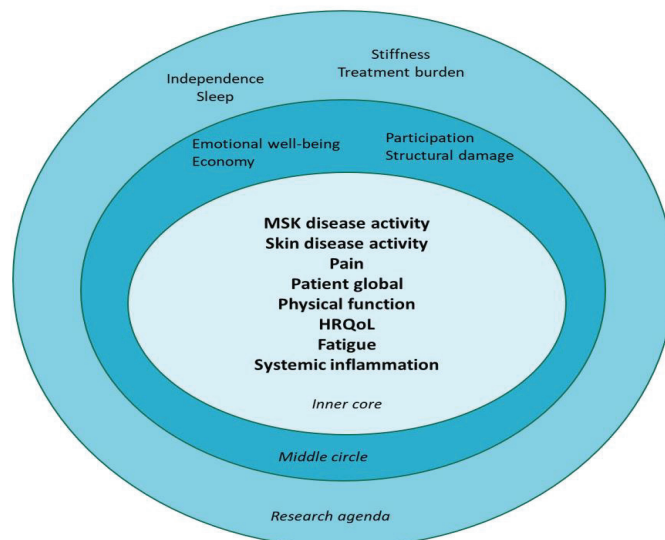 Stiffness
Treatment burden
Independence
Sleep
Emotional well-being
Economy
Participation
Structural damage
MSK disease activity
Skin disease activity
Pain
Patient global
Physical function
HRQoL
Fatigue
Systemic inflammation
Inner core
Middle circle
Research agenda